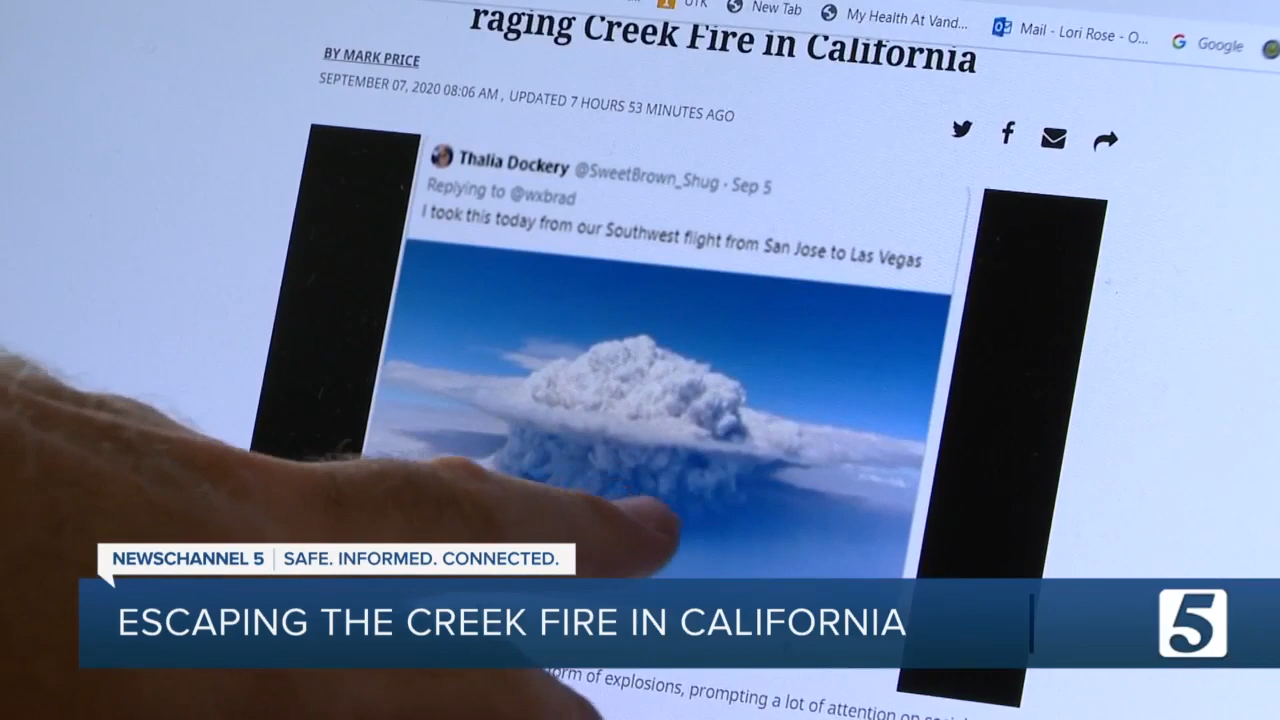 UTK New Tab My Health At Vand... Mail - Lori Rose - O... Google
raging Creek Fire in California
BY MARK PRICE
SEPTEMBER 07, 2020 08:06 AM , UPDATED 7 HOURS 53 MINUTES AGO
Thalia Dockery @SweetBrown_Shug · Sep 5
Replying to @wxbrad
I took this today from our Southwest flight from San Jose to Las Vegas
NEWSCHANNEL 5 | SAFE. INFORMED. CONNECTED.
ESCAPING THE CREEK FIRE IN CALIFORNIA
5
of explosions, prompting a lot of attention on